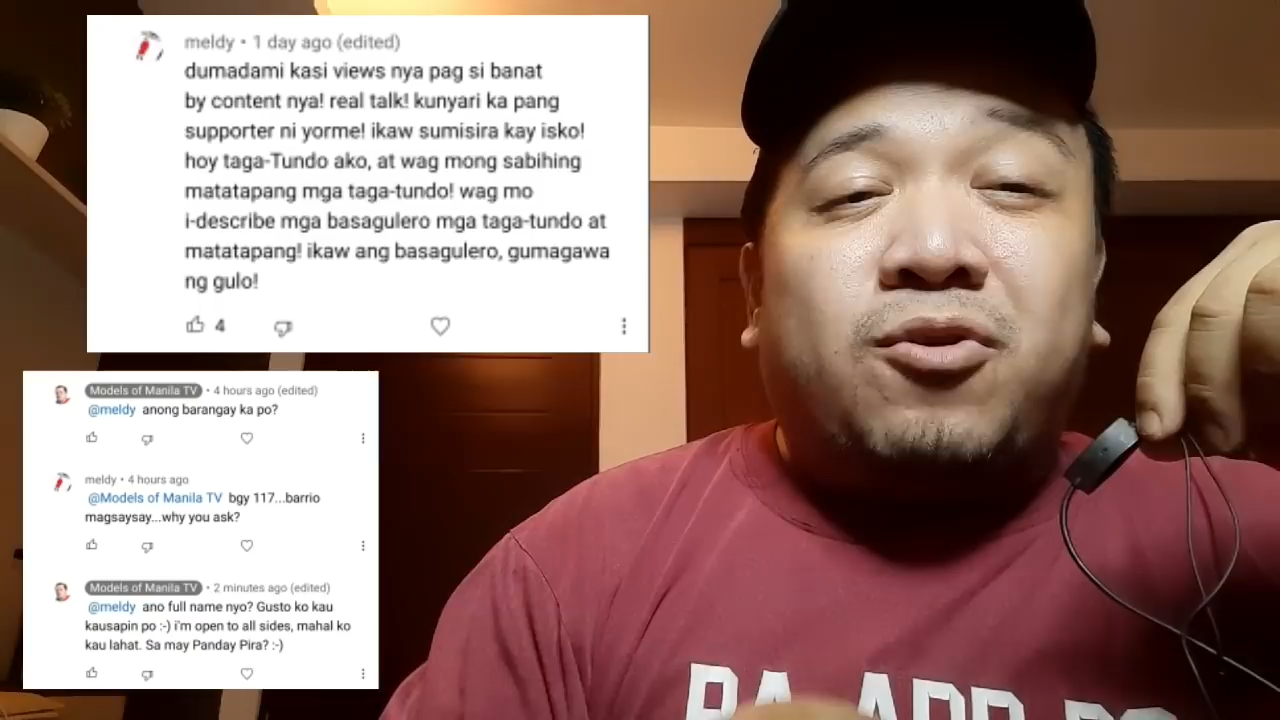 meldy • 1 day ago (edited)
dumadami kasi views nya pag si banat
by content nya! real talk! kunyari ka pang
supporter ni yorme! ikaw sumisira kay isko!
hoy taga-Tundo ako, at wag mong sabihing
matatapang mga taga-tundo! wag mo
i-describe mga basagulero mga taga-tundo at
matatapang! ikaw ang basagulero, gumagawa
ng gulo!
4
Models of Manila TV • 4 hours ago (edited)
@meldy anong barangay ka po?
meldy • 4 hours ago
@Models of Manila TV bgy 117...barrio
magsaysay...why you ask?
Models of Manila TV • 2 minutes ago (edited)
@meldy ano full name nyo? Gusto ko kau
kausapin po :-) i'm open to all sides, mahal ko
kau lahat. Sa may Panday Pira? :-)